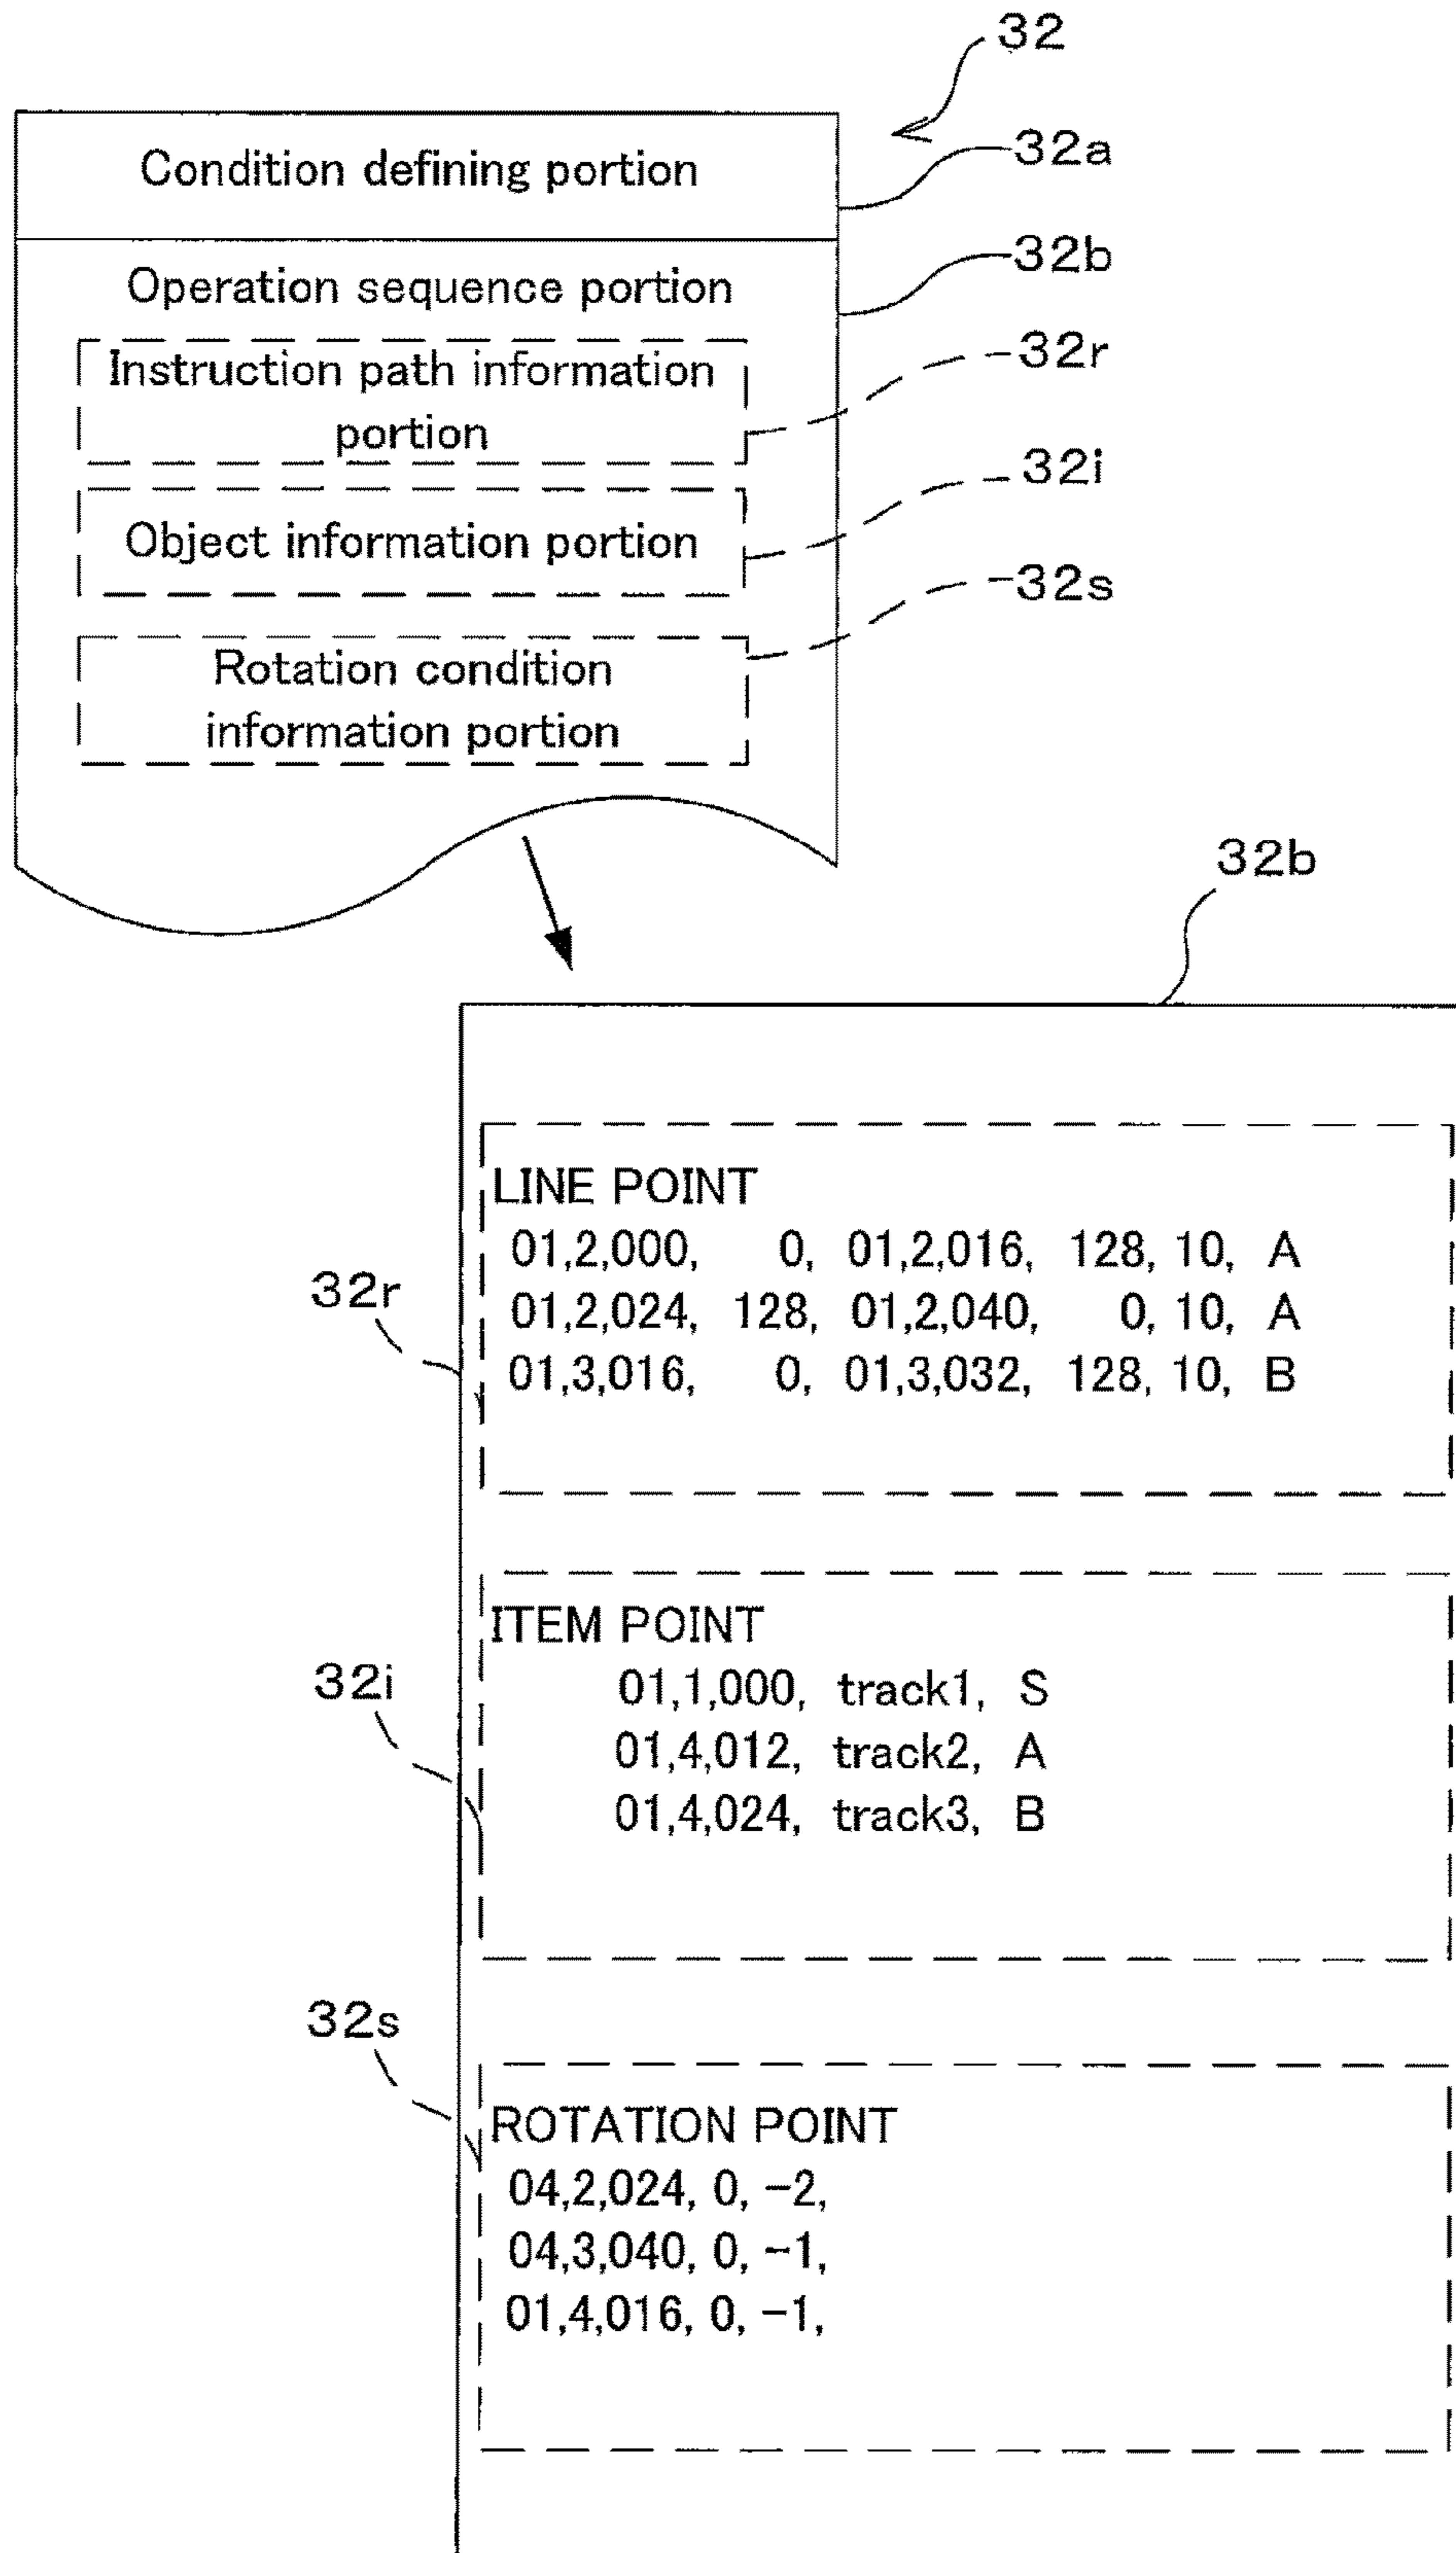 32
Condition defining portion
32a
Operation sequence portion
32b
Instruction path information
portion
32r
Object information portion
32i
Rotation condition
information portion
32s
32b
LINE POINT
01,2,000, 0, 01,2,016, 128, 10, A
01,2,024, 128, 01,2,040, 0, 10, A
01,3,016, 0, 01,3,032, 128, 10, B
32r
ITEM POINT
01,1,000, track1, S
01,4,012, track2, A
01,4,024, track3, B
32i
32s
ROTATION POINT
04,2,024, 0, −2,
04,3,040, 0, −1,
01,4,016, 0, −1,